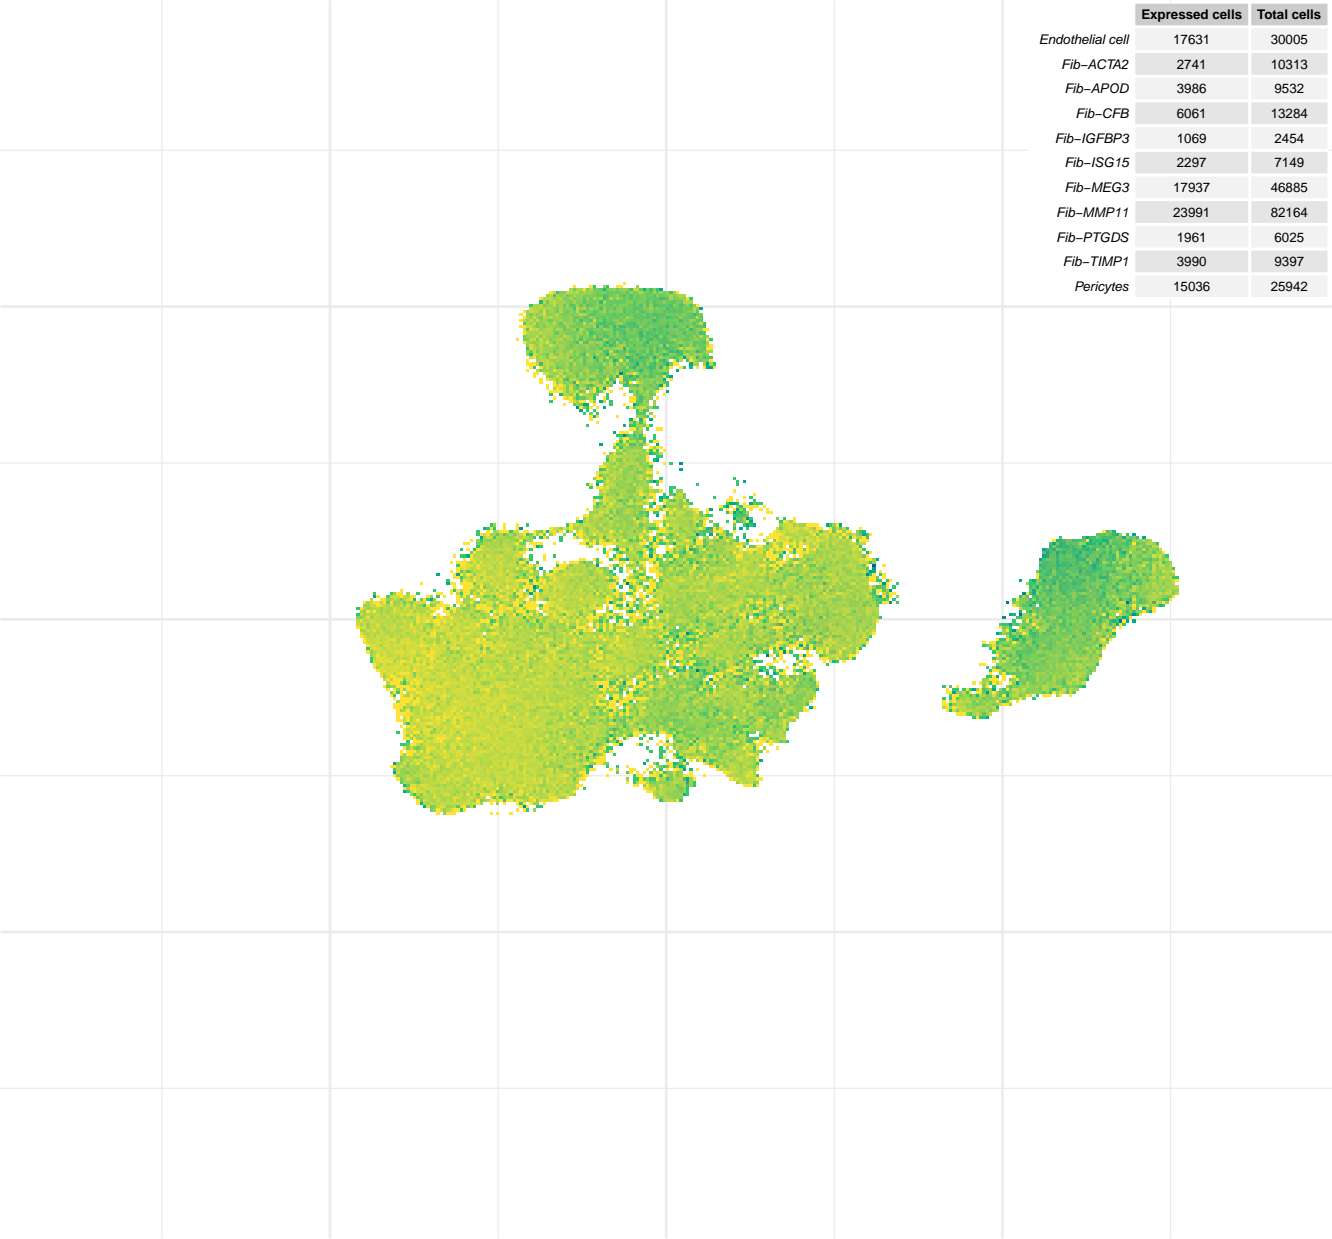 Expressed cells Total cells
Endothelial cell 17631 30005
Fib−ACTA2 2741 10313
Fib−APOD 3986 9532
Fib−CFB 6061 13284
Fib−IGFBP3 1069 2454
Fib−ISG15 2297 7149
Fib−MEG3 17937 46885
Fib−MMP11 23991 82164
Fib−PTGDS 1961 6025
Fib−TIMP1 3990 9397
Pericytes 15036 25942